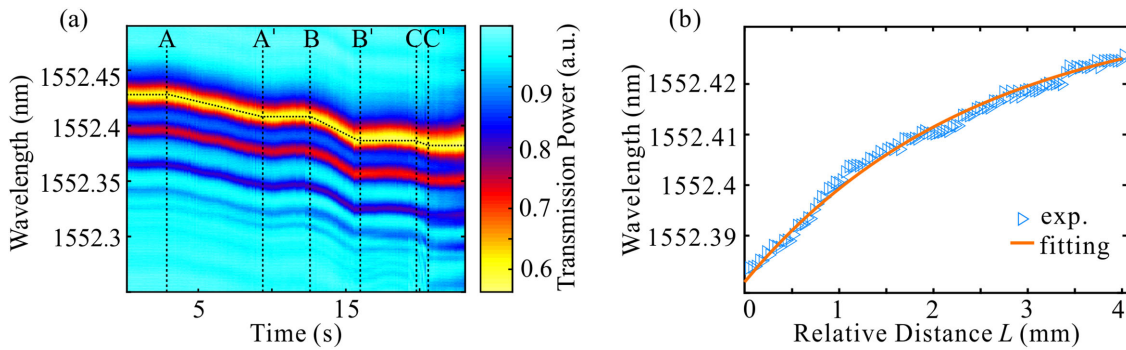 (a)
A A' B B' C C'
1552.45
1552.4
1552.35
1552.3
Wavelength (nm)
5 15
Time (s)
0.9
0.8
0.7
0.6
Transmission Power (a.u.)
(b)
1552.42
1552.41
1552.4
1552.39
Wavelength (nm)
exp.
fitting
0 1 2 3 4
Relative Distance L (mm)